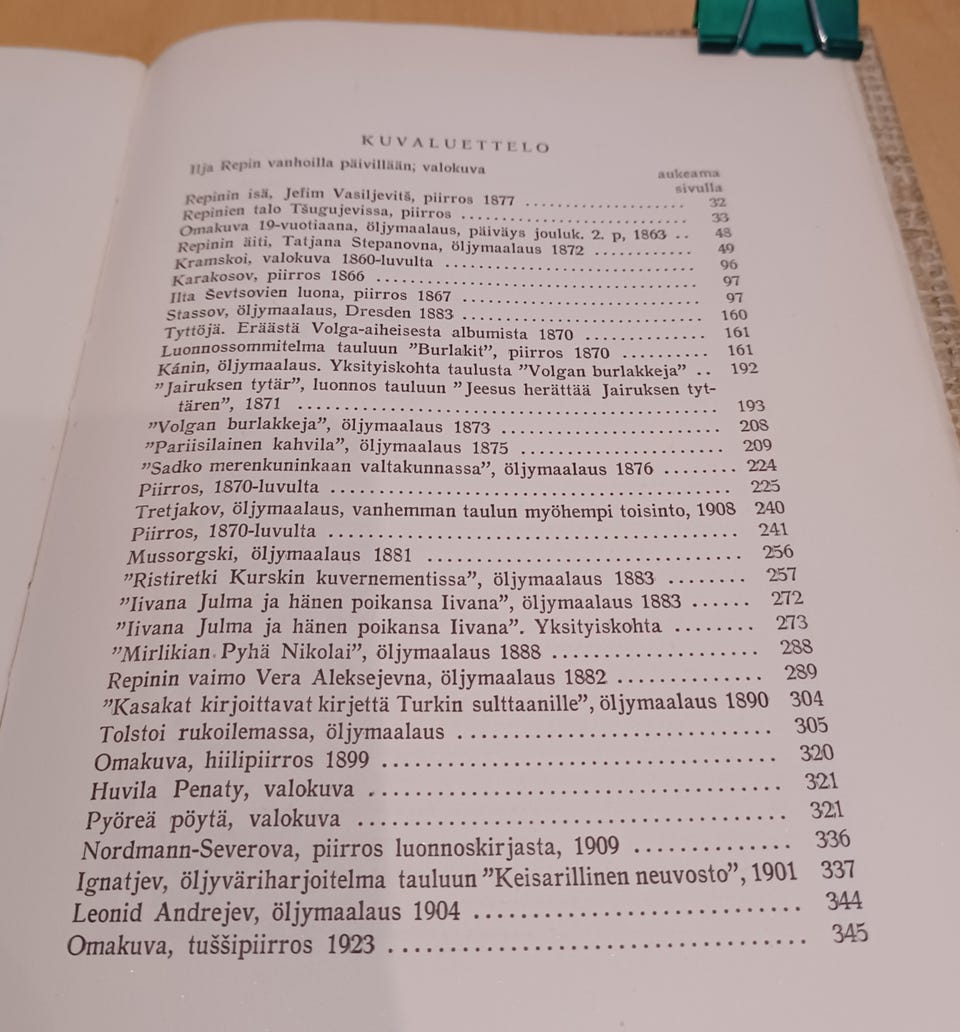 KUVALUETTELO
Ilja Repin vanhoilla päivillään; valokuva
aukeama
sivulla
Repinin isä, Jefim Vasiljevitš, piirros 1877 .................... 32
Repinien talo Tšugujevissa, piirros .............................. 33
Omakuva 19-vuotiaana, öljymaalaus, päiväys jouluk. 2. p, 1863 .. 48
Repinin äiti, Tatjana Stepanovna, öljymaalaus 1872 ............ 49
Kramskoi, valokuva 1860-luvulta ................................ 96
Karakosov, piirros 1866 ........................................ 97
Ilta Ševtsovien luona, piirros 1867 .............................. 97
Stassov, öljymaalaus, Dresden 1883 .............................. 160
Tyttöjä. Eräästä Volga-aiheisesta albumista 1870 ............... 161
Luonnossommitelma tauluun ”Burlakit”, piirros 1870 .......... 161
Kánin, öljymaalaus. Yksityiskohta taulusta ”Volgan burlakkeja” .. 192
”Jairuksen tytär”, luonnos tauluun ”Jeesus herättää Jairuksen tyt-
tären”, 1871 .................................................. 193
”Volgan burlakkeja”, öljymaalaus 1873 ........................... 208
”Pariisilainen kahvila”, öljymaalaus 1875 ........................ 209
”Sadko merenkuninkaan valtakunnassa”, öljymaalaus 1876 ........ 224
Piirros, 1870-luvulta ............................................. 225
Tretjakov, öljymaalaus, vanhemman taulun myöhempi toisinto, 1908 240
Piirros, 1870-luvulta ............................................. 241
Mussorgski, öljymaalaus 1881 .................................... 256
”Ristiretki Kurskin kuvernementissa”, öljymaalaus 1883 ........ 257
”Iivana Julma ja hänen poikansa Iivana”, öljymaalaus 1883 ...... 272
”Iivana Julma ja hänen poikansa Iivana”. Yksityiskohta ........ 273
”Mirlikian Pyhä Nikolai”, öljymaalaus 1888 .................... 288
Repinin vaimo Vera Aleksejevna, öljymaalaus 1882 .............. 289
”Kasakat kirjoittavat kirjettä Turkin sulttaanille”, öljymaalaus 1890 304
Tolstoi rukoilemassa, öljymaalaus ................................ 305
Omakuva, hiilipiirros 1899 ........................................ 320
Huvila Penaty, valokuva .......................................... 321
Pyöreä pöytä, valokuva ........................................... 321
Nordmann-Severova, piirros luonnoskirjasta, 1909 .............. 336
Ignatjev, öljyväriharjoitelma tauluun ”Keisarillinen neuvosto”, 1901 337
Leonid Andrejev, öljymaalaus 1904 .............................. 344
Omakuva, tuššipiirros 1923 ........................................ 345